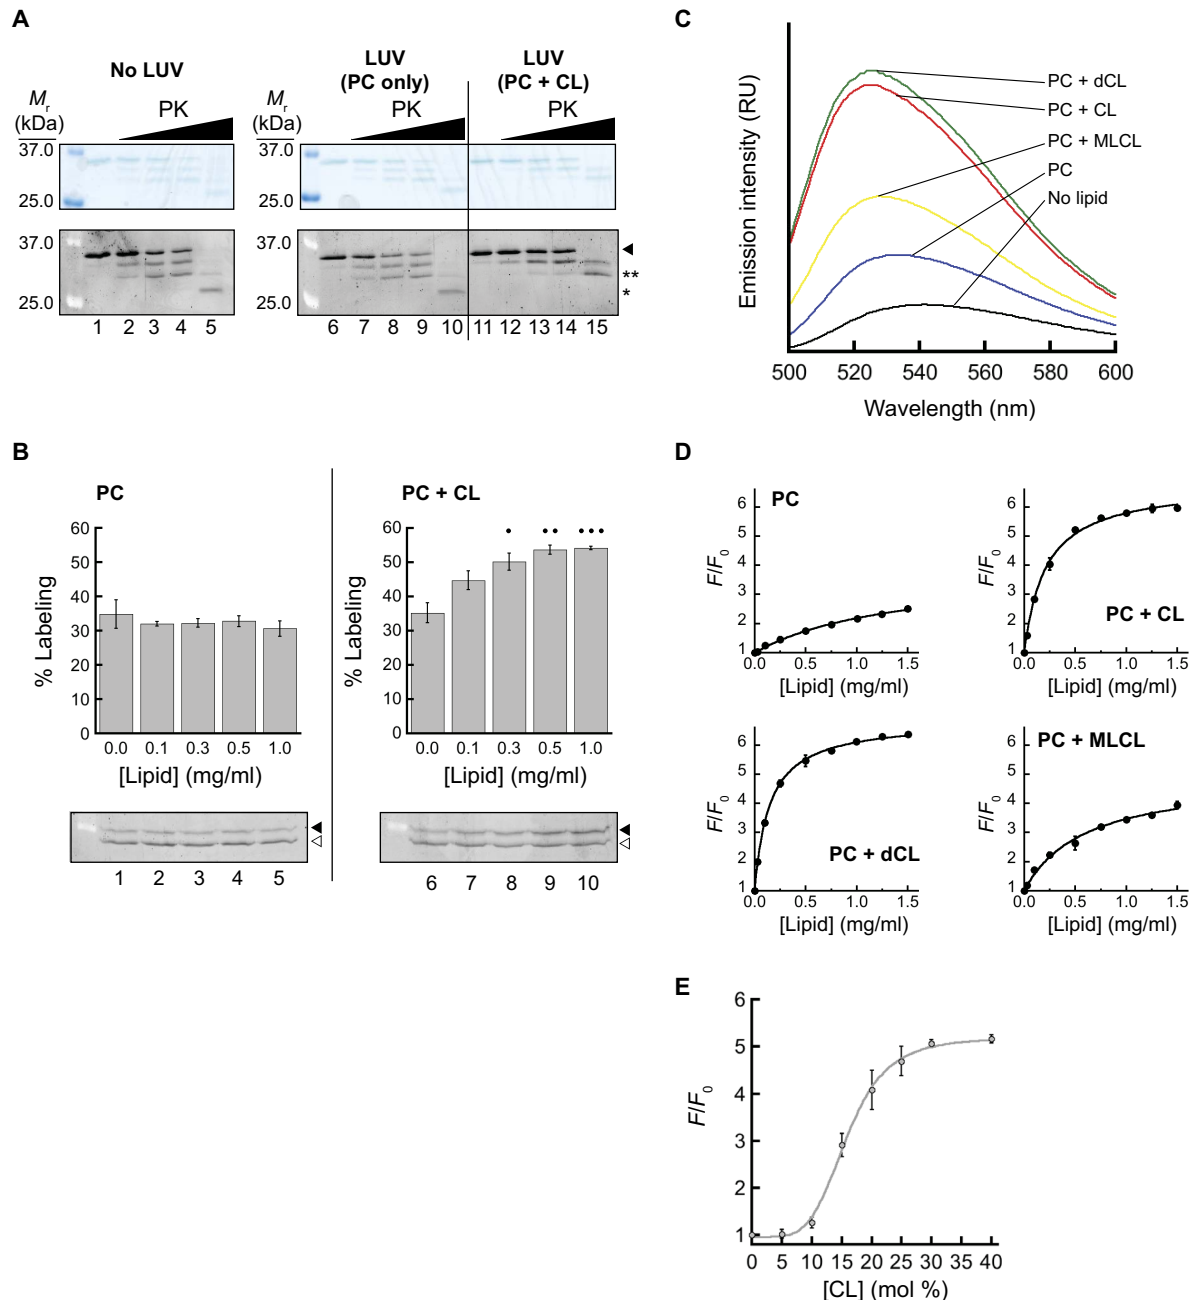 A
No LUV
LUV
(PC only)
LUV
(PC + CL)
Mr
(kDa)
PK
Mr
(kDa)
PK
37.0
25.0
37.0
25.0
37.0
25.0
37.0
25.0
**
*
1 2 3 4 5
6 7 8 9 10 11 12 13 14 15
B
PC
PC + CL
% Labeling
60
50
40
30
20
10
0
0.0 0.1 0.3 0.5 1.0
[Lipid] (mg/ml)
% Labeling
60
50
40
30
20
10
0
• •• •••
0.0 0.1 0.3 0.5 1.0
[Lipid] (mg/ml)
1 2 3 4 5
6 7 8 9 10
C
Emission intensity (RU)
PC + dCL
PC + CL
PC + MLCL
PC
No lipid
500 520 540 560 580 600
Wavelength (nm)
D
PC
F/F0
6
5
4
3
2
1
0.0 0.5 1.0 1.5
[Lipid] (mg/ml)
PC + CL
F/F0
6
5
4
3
2
1
0.0 0.5 1.0 1.5
[Lipid] (mg/ml)
PC + dCL
F/F0
6
5
4
3
2
1
0.0 0.5 1.0 1.5
[Lipid] (mg/ml)
PC + MLCL
F/F0
6
5
4
3
2
1
0.0 0.5 1.0 1.5
[Lipid] (mg/ml)
E
F/F0
6
5
4
3
2
1
0 5 10 15 20 25 30 35 40
[CL] (mol %)